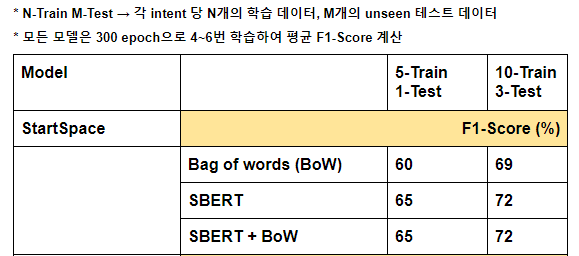 * N-Train M-Test → 각 intent 당 N개의 학습 데이터, M개의 unseen 테스트 데이터
* 모든 모델은 300 epoch으로 4~6번 학습하여 평균 F1-Score 계산
Model 5-Train 10-Train
1-Test 3-Test
StartSpace F1-Score (%)
Bag of words (BoW) 60 69
SBERT 65 72
SBERT + BoW 65 72